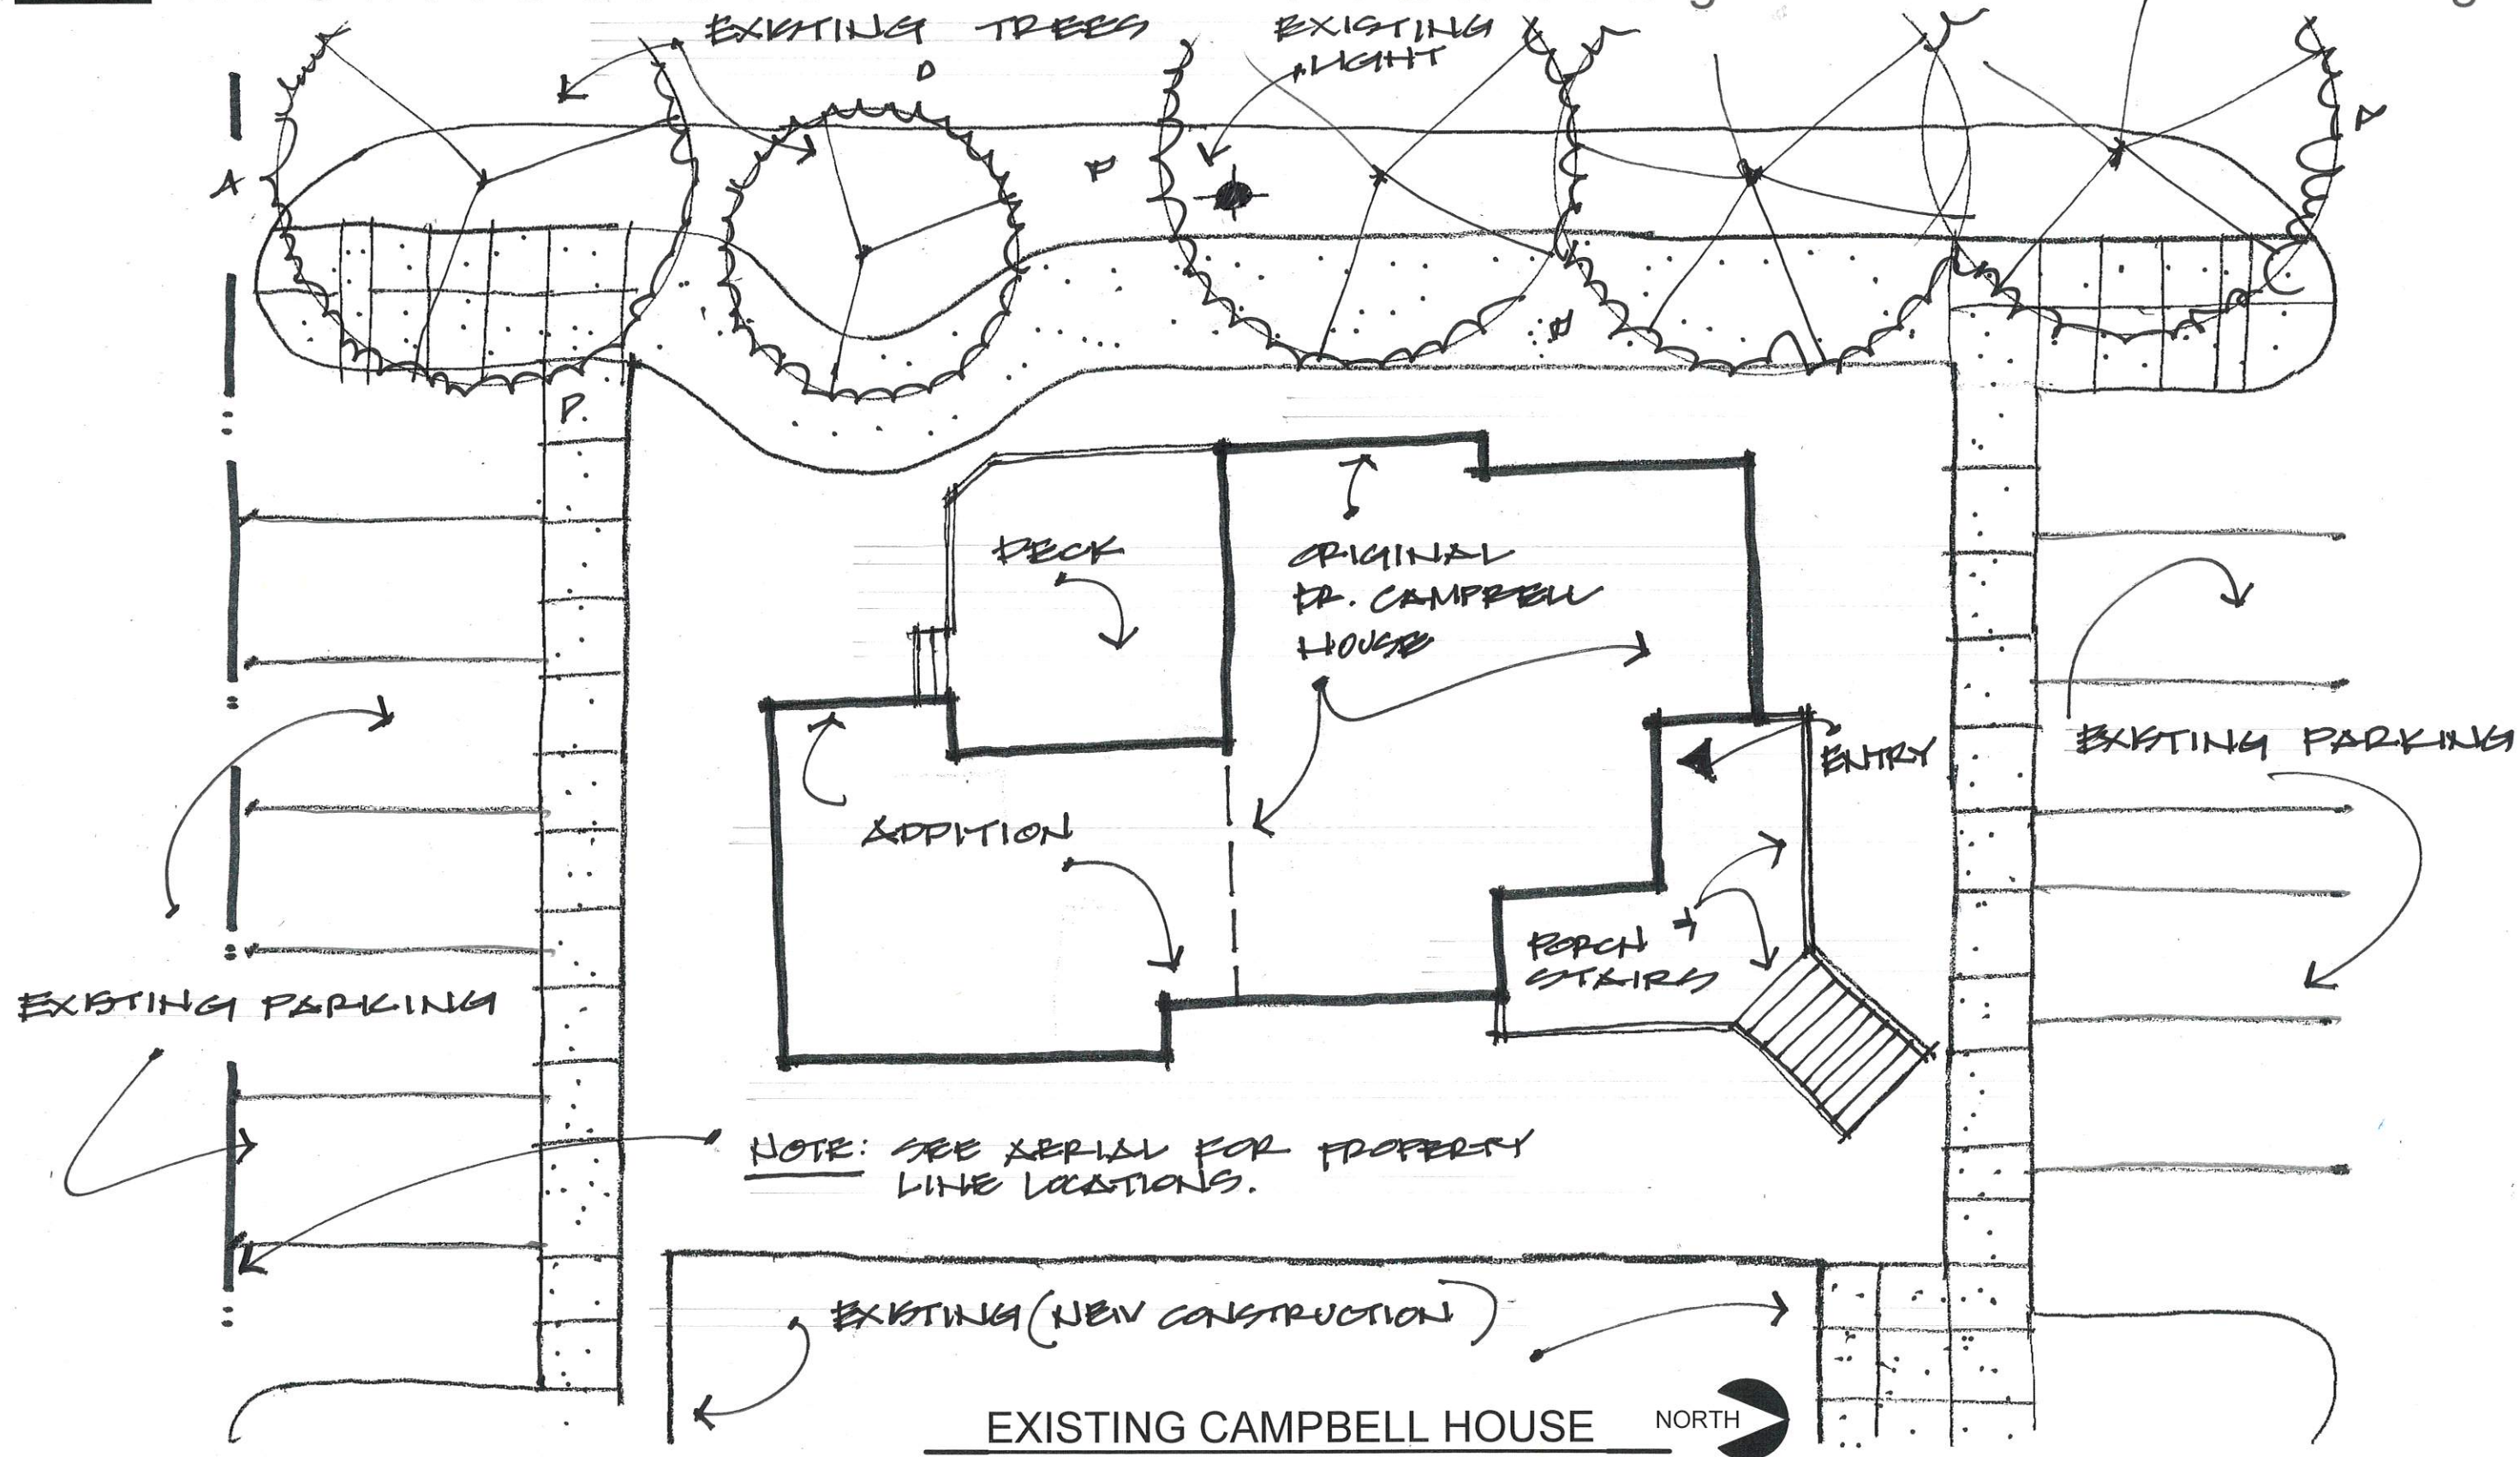 EXISTING TREES
EXISTING
LIGHT
DECK
ORIGINAL
DR. CAMPBELL
HOUSE
EXISTING PARKING
ENTRY
ADDITION
PORCH +
STAIRS
EXISTING PARKING
NOTE: SEE AERIAL FOR PROPERTY
LINE LOCATIONS.
EXISTING (NEW CONSTRUCTION)
EXISTING CAMPBELL HOUSE
NORTH